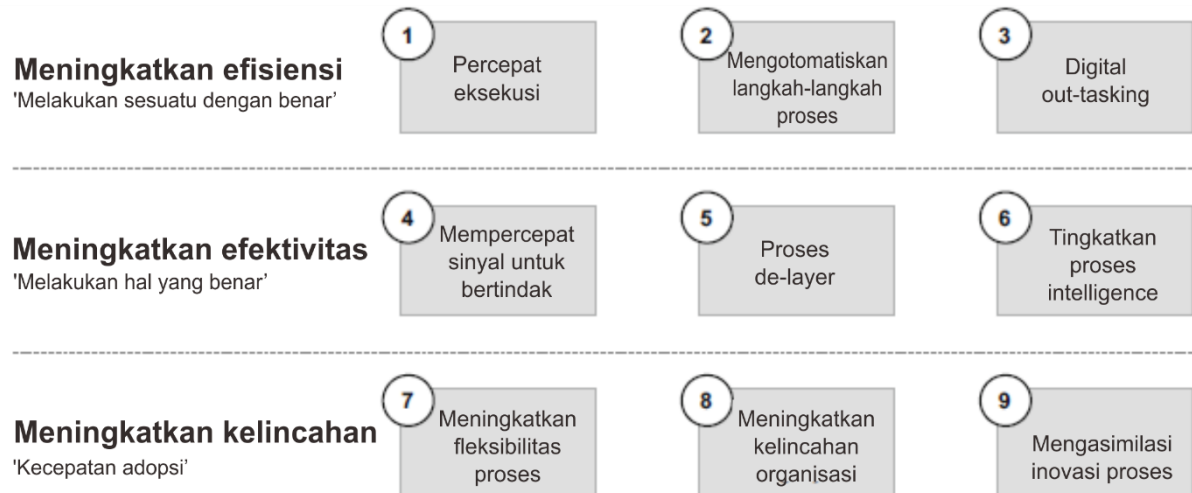 1
Percepat
eksekusi
2
Mengotomatiskan
langkah-langkah
proses
3
Digital
out-tasking
Meningkatkan efisiensi
'Melakukan sesuatu dengan benar’
4
Mempercepat
sinyal untuk
bertindak
5
Proses
de-layer
6
Tingkatkan
proses
intelligence
Meningkatkan efektivitas
'Melakukan hal yang benar’
7
Meningkatkan
fleksibilitas
proses
8
Meningkatkan
kelincahan
organisasi
9
Mengasimilasi
inovasi proses
Meningkatkan kelincahan
'Kecepatan adopsi’